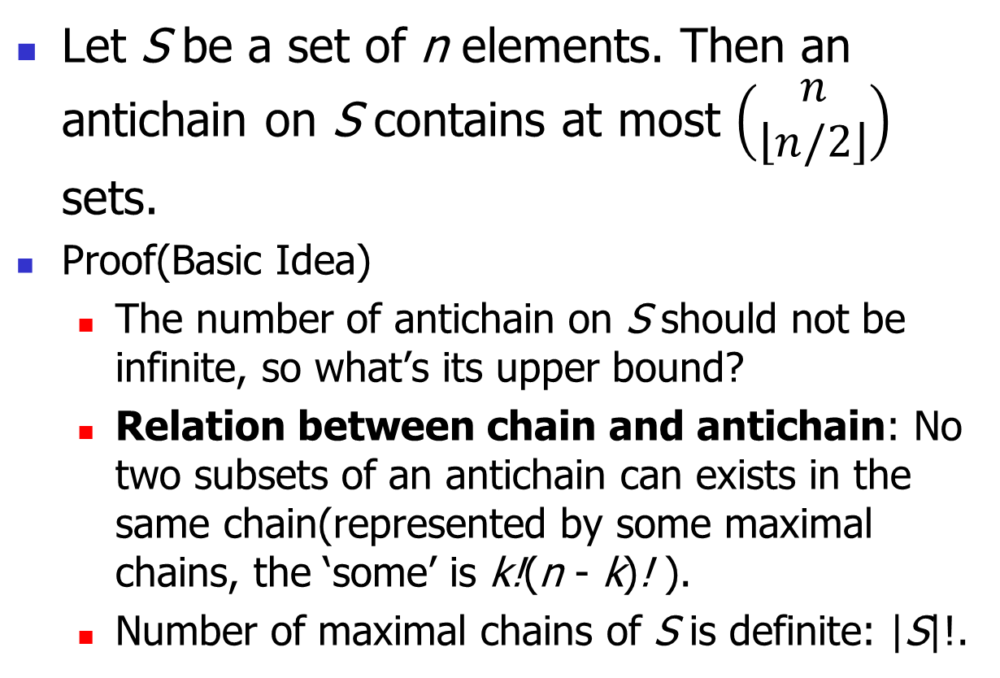 ▪ Let S be a set of n elements. Then an
antichain on S contains at most (n ⌊n/2⌋)
sets.
▪ Proof(Basic Idea)
▪ The number of antichain on S should not be
infinite, so what’s its upper bound?
▪ Relation between chain and antichain: No
two subsets of an antichain can exists in the
same chain(represented by some maximal
chains, the ‘some’ is k!(n - k)! ).
▪ Number of maximal chains of S is definite: |S|!.